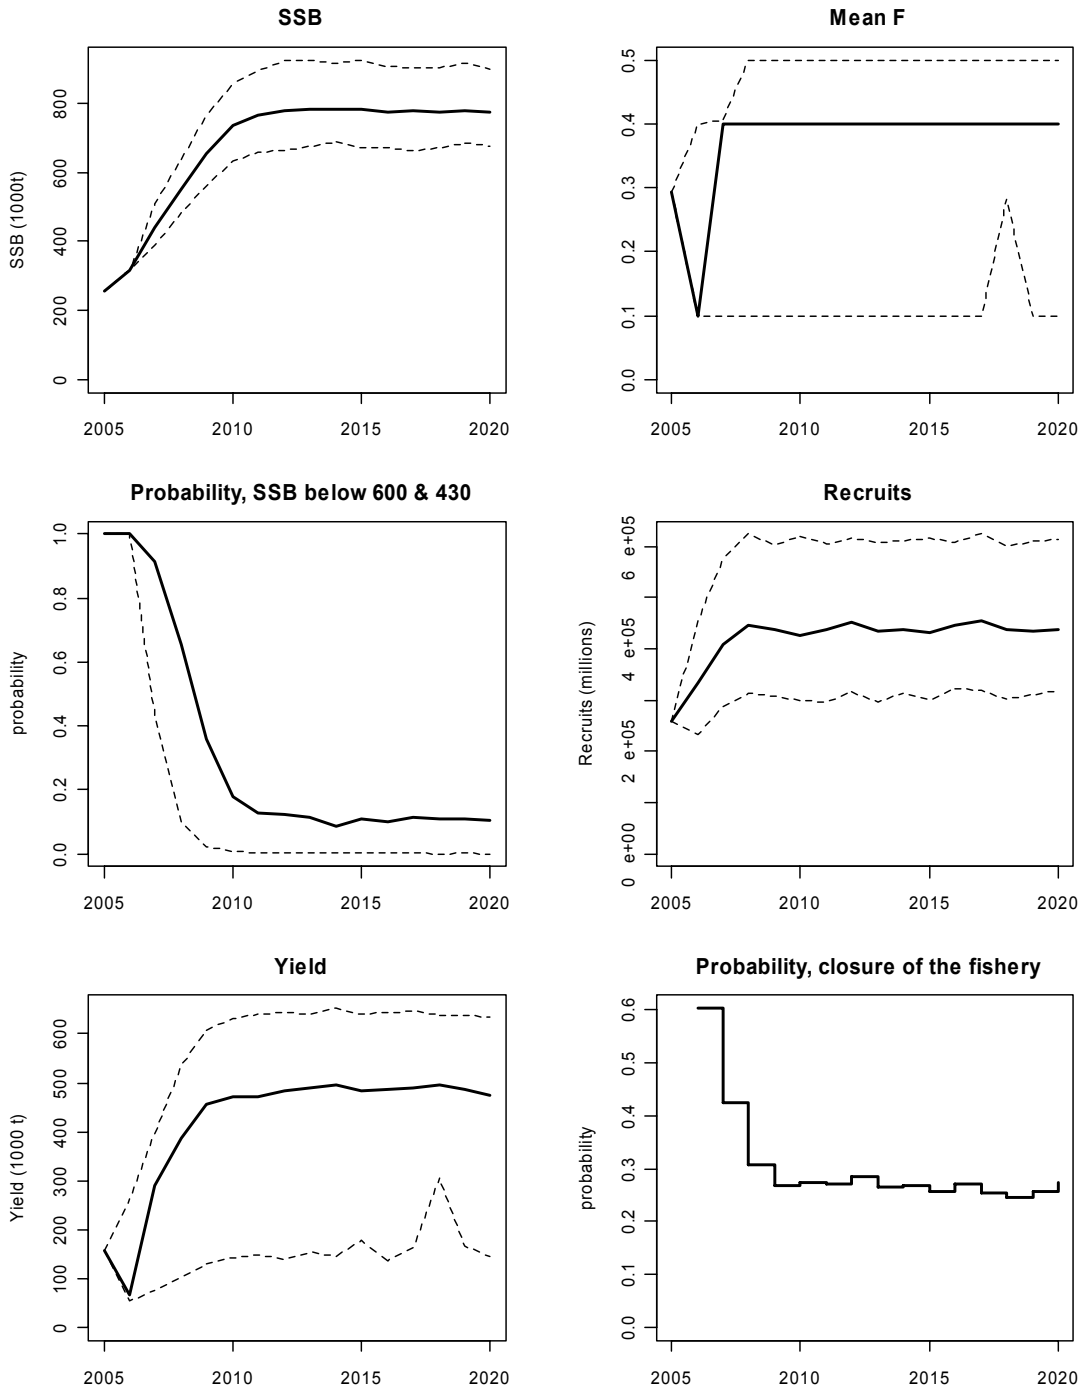 SSB
SSB (1000t)
800
600
400
200
0
2005 2010 2015 2020
Mean F
0.5
0.4
0.3
0.2
0.1
0.0
2005 2010 2015 2020
Probability, SSB below 600 & 430
probability
1.0
0.8
0.6
0.4
0.2
0.0
2005 2010 2015 2020
Recruits
Recruits (millions)
6 e+05
4 e+05
2 e+05
0 e+00
2005 2010 2015 2020
Yield
Yield (1000 t)
600
500
400
300
200
100
0
2005 2010 2015 2020
Probability, closure of the fishery
probability
0.6
0.5
0.4
0.3
0.2
0.1
0.0
2005 2010 2015 2020